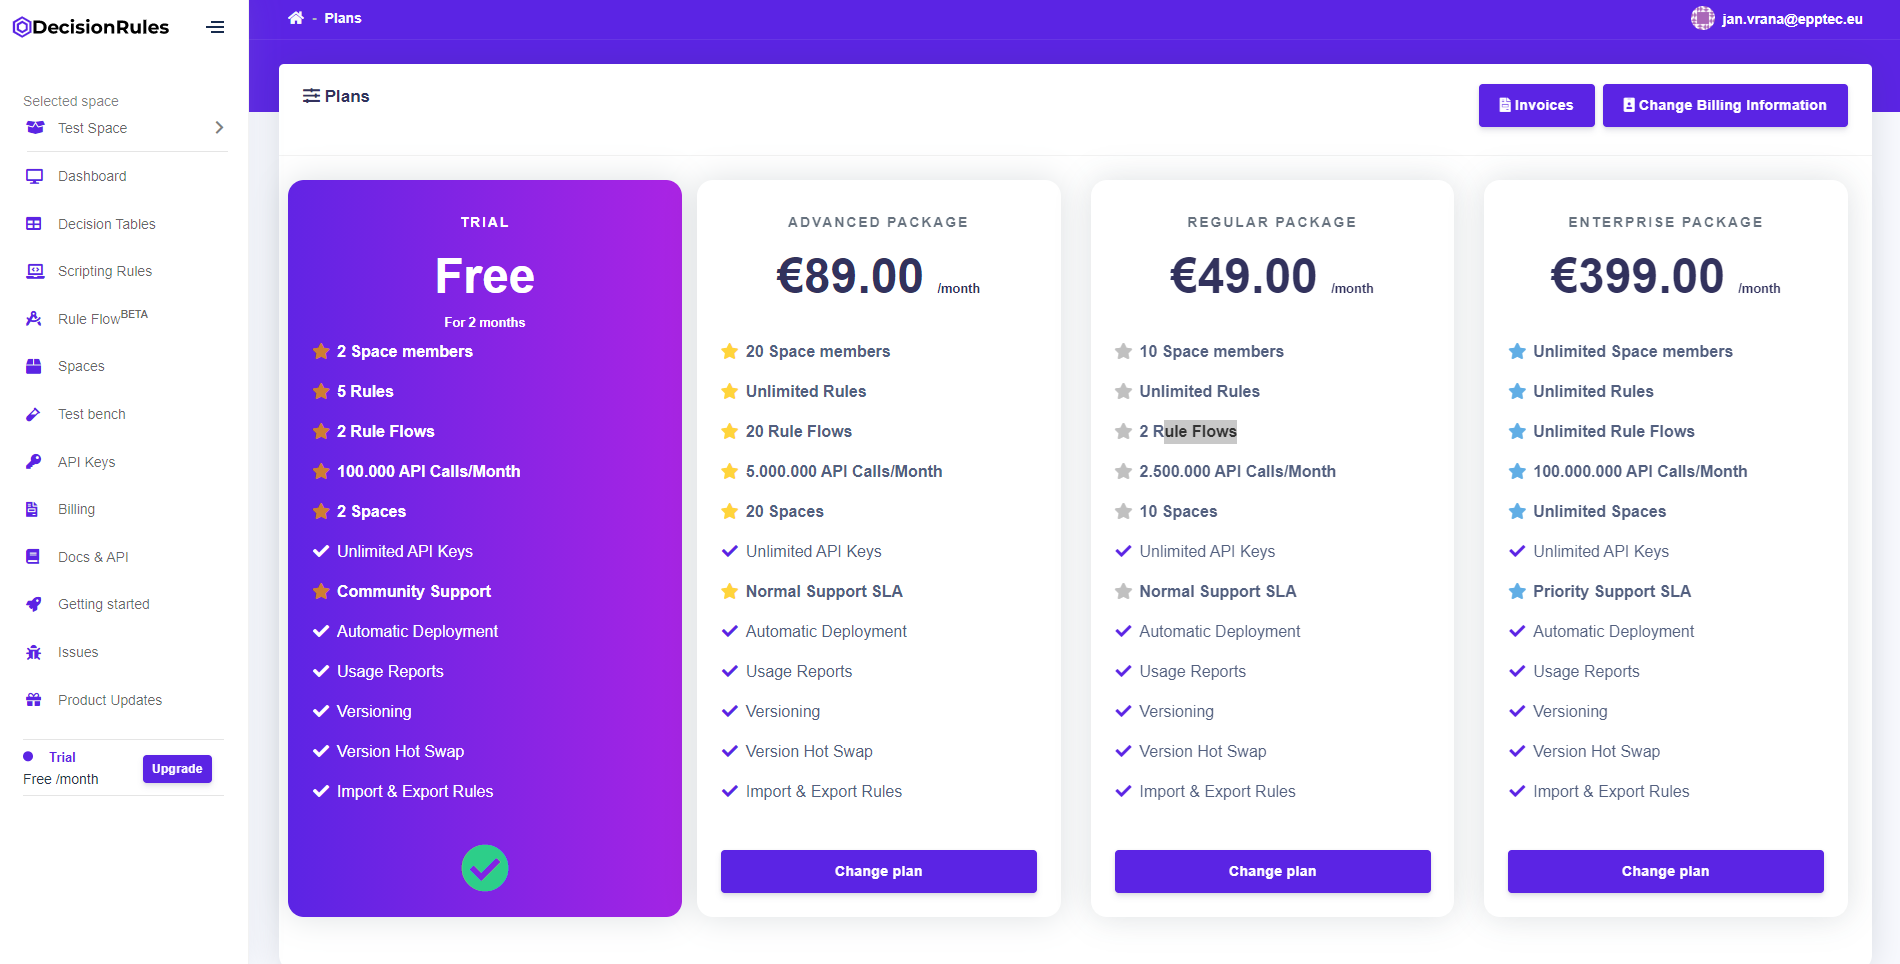 DecisionRules
Selected space
Test Space
Dashboard
Decision Tables
Scripting Rules
Rule Flow BETA
Spaces
Test bench
API Keys
Billing
Docs & API
Getting started
Issues
Product Updates
Trial
Free /month
Upgrade
- Plans
jan.vrana@epptec.eu
Plans
Invoices
Change Billing Information
TRIAL
Free
For 2 months
2 Space members
5 Rules
2 Rule Flows
100.000 API Calls/Month
2 Spaces
Unlimited API Keys
Community Support
Automatic Deployment
Usage Reports
Versioning
Version Hot Swap
Import & Export Rules
ADVANCED PACKAGE
€89.00 /month
20 Space members
Unlimited Rules
20 Rule Flows
5.000.000 API Calls/Month
20 Spaces
Unlimited API Keys
Normal Support SLA
Automatic Deployment
Usage Reports
Versioning
Version Hot Swap
Import & Export Rules
Change plan
REGULAR PACKAGE
€49.00 /month
10 Space members
Unlimited Rules
2 Rule Flows
2.500.000 API Calls/Month
10 Spaces
Unlimited API Keys
Normal Support SLA
Automatic Deployment
Usage Reports
Versioning
Version Hot Swap
Import & Export Rules
Change plan
ENTERPRISE PACKAGE
€399.00 /month
Unlimited Space members
Unlimited Rules
Unlimited Rule Flows
100.000.000 API Calls/Month
Unlimited Spaces
Unlimited API Keys
Priority Support SLA
Automatic Deployment
Usage Reports
Versioning
Version Hot Swap
Import & Export Rules
Change plan